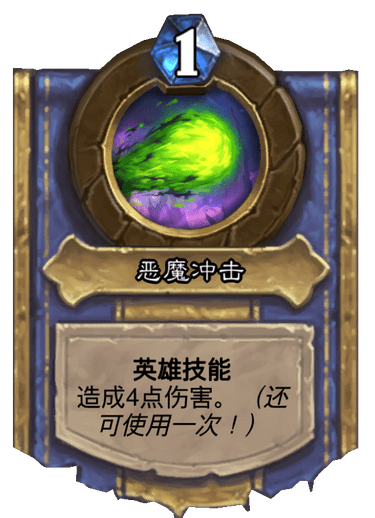 1
恶魔冲击
英雄技能
造成4点伤害。（还
可使用一次！）